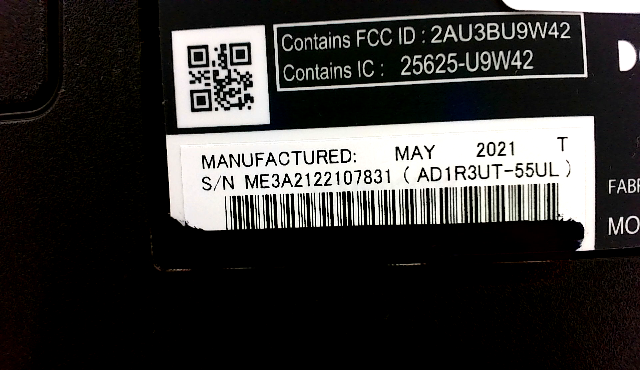 Contains FCC ID : 2AU3BU9W42
Contains IC : 25625-U9W42
MANUFACTURED: MAY 2021 T
S/N ME3A2122107831 ( AD1R3UT-55UL )
FABR
MO